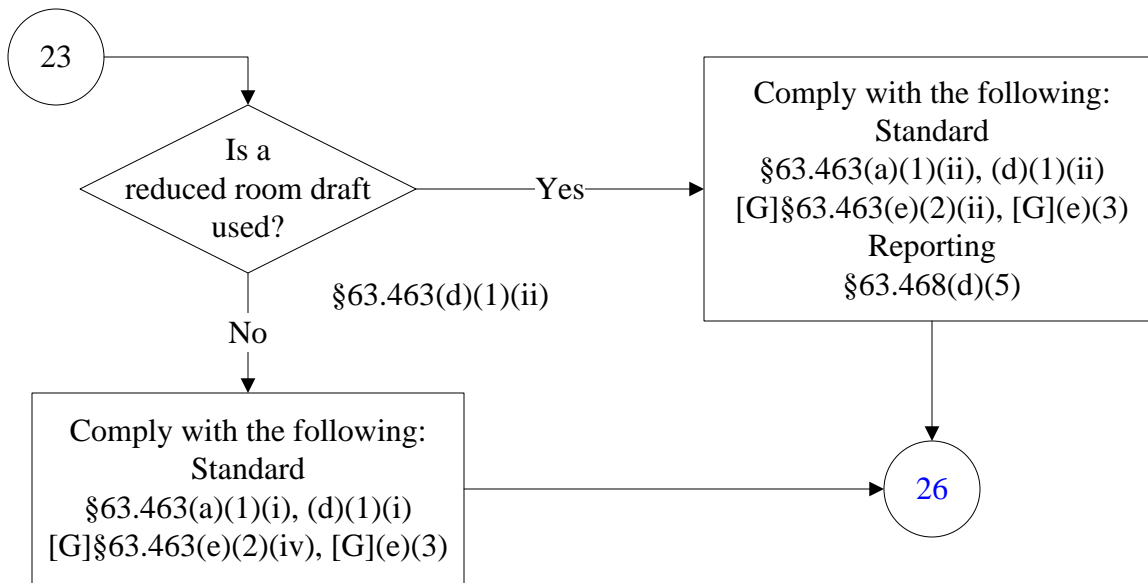 23
Is a
reduced room draft
used?
Yes
Comply with the following:
Standard
§63.463(a)(1)(ii), (d)(1)(ii)
[G]§63.463(e)(2)(ii), [G](e)(3)
Reporting
§63.468(d)(5)
§63.463(d)(1)(ii)
No
Comply with the following:
Standard
§63.463(a)(1)(i), (d)(1)(i)
[G]§63.463(e)(2)(iv), [G](e)(3)
26